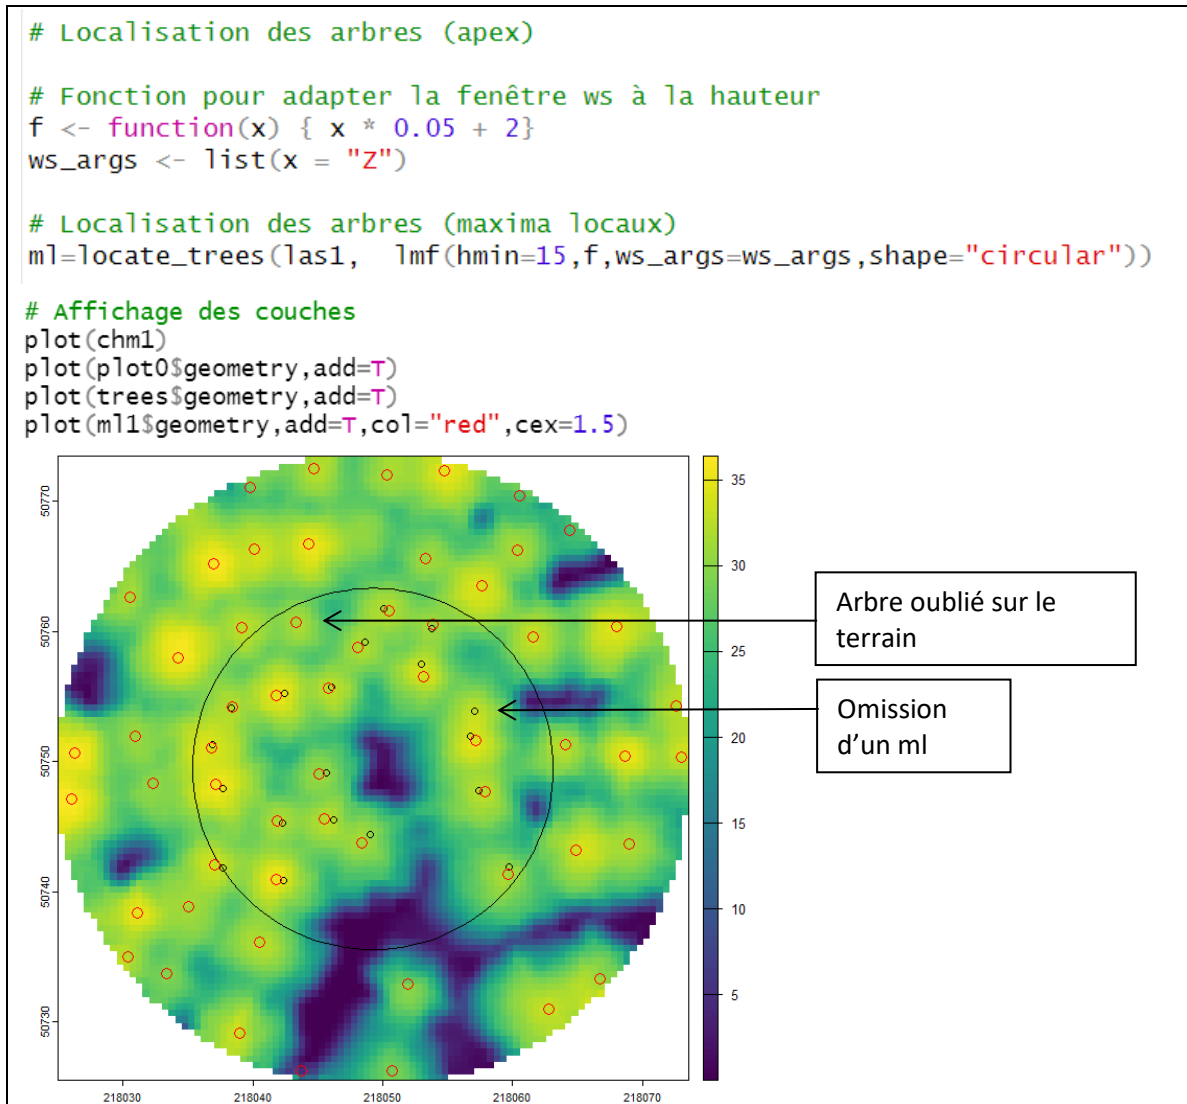 # Localisation des arbres (apex)
# Fonction pour adapter la fenêtre ws à la hauteur
f <- function(x) { x * 0.05 + 2}
ws_args <- list(x = "Z")
# Localisation des arbres (maxima locaux)
ml=locate_trees(las1,  lmf(hmin=15,f,ws_args=ws_args,shape="circular"))
# Affichage des couches
plot(chm1)
plot(plot0$geometry,add=T)
plot(trees$geometry,add=T)
plot(ml1$geometry,add=T,col="red",cex=1.5)
50770
50760
50750
50740
50730
218030
218040
218050
218060
218070
35
30
25
20
15
10
5
Arbre oublié sur le
terrain
Omission
d'un ml